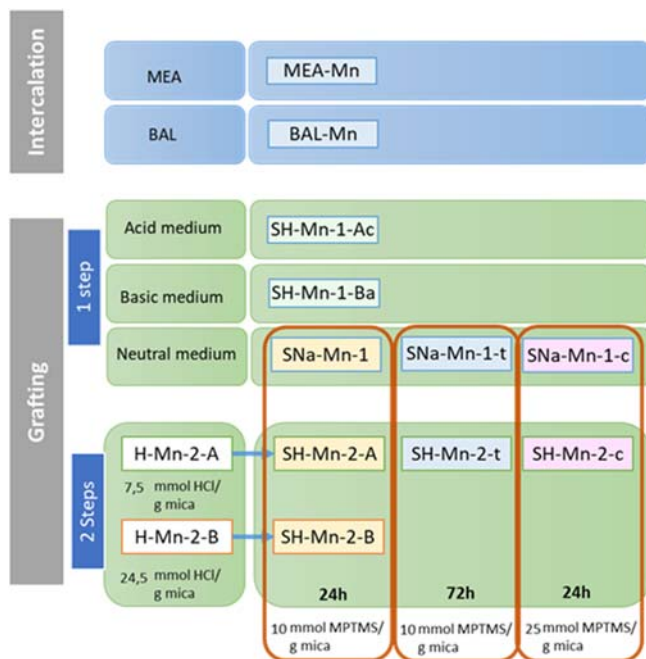 Intercalation
MEA
MEA-Mn
BAL
BAL-Mn
Grafting
1 step
Acid medium
SH-Mn-1-Ac
Basic medium
SH-Mn-1-Ba
Neutral medium
SNa-Mn-1
SNa-Mn-1-t
SNa-Mn-1-c
2 Steps
H-Mn-2-A
SH-Mn-2-A
SH-Mn-2-t
SH-Mn-2-c
7,5 mmol HCl/
g mica
H-Mn-2-B
SH-Mn-2-B
24,5 mmol HCl/
g mica
24h
72h
24h
10 mmol MPTMS/
g mica
10 mmol MPTMS/
g mica
25 mmol MPTMS/
g mica